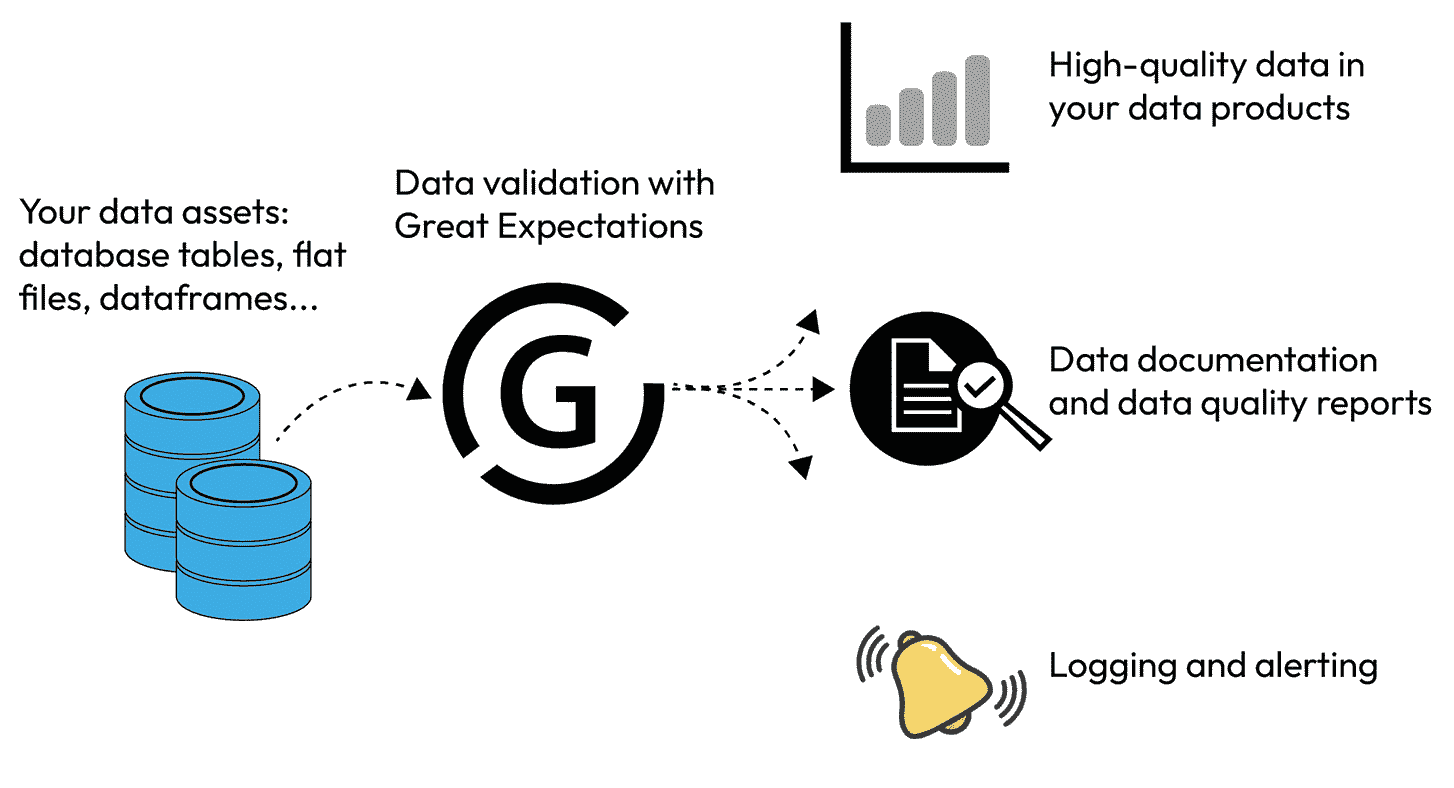 Your data assets:
database tables, flat
files, dataframes...
Data validation with
Great Expectations
G
High-quality data in
your data products
Data documentation
and data quality reports
Logging and alerting